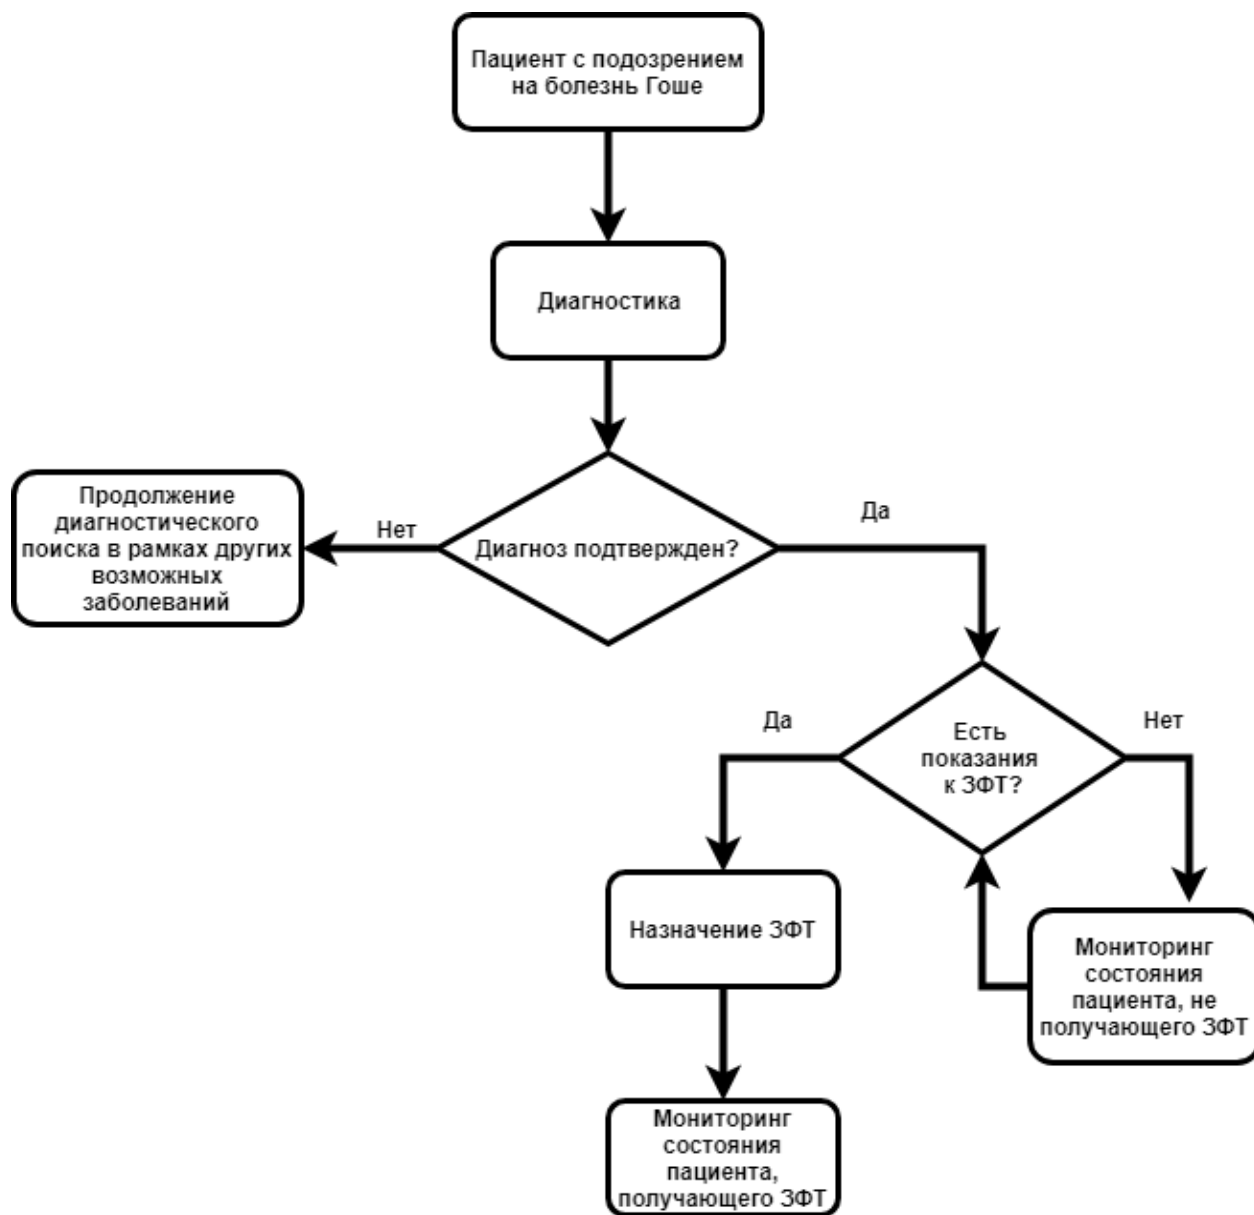 Пациент с подозрением
на болезнь Гоше
Диагностика
Диагноз подтвержден?
Нет
Да
Продолжение
диагностического
поиска в рамках других
возможных
заболеваний
Есть
показания
к ЗФТ?
Да
Нет
Назначение ЗФТ
Мониторинг
состояния
пациента, не
получающего ЗФТ
Мониторинг
состояния
пациента,
получающего ЗФТ